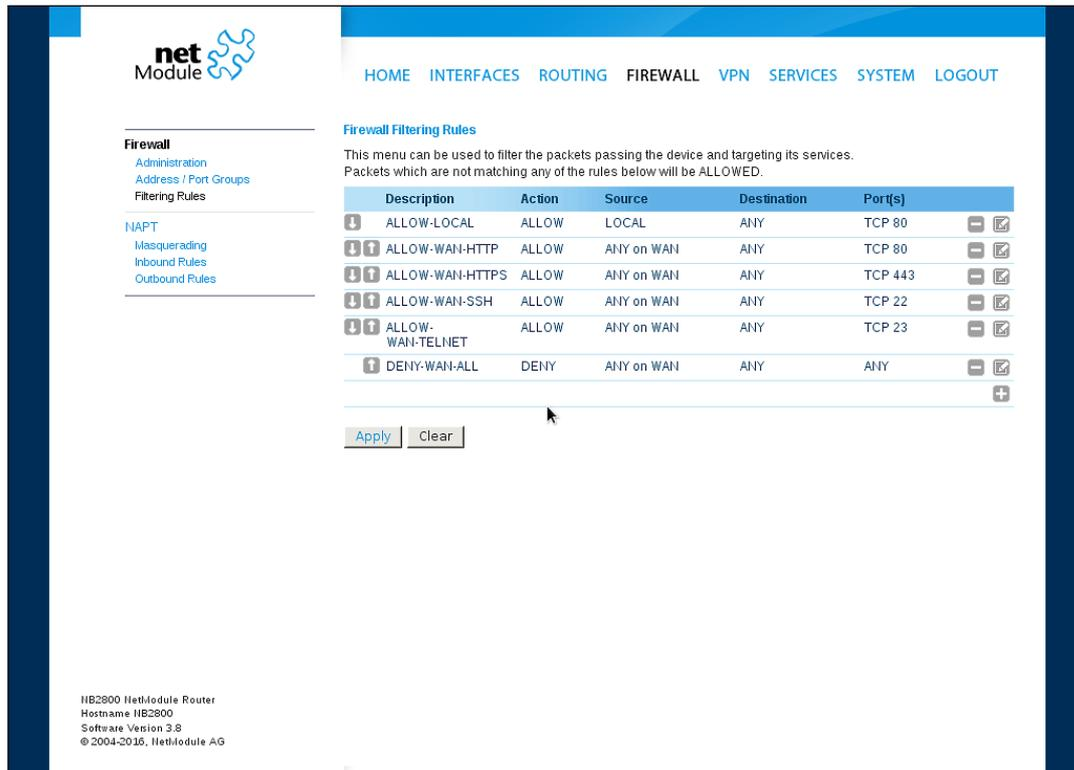 net
Module
HOME INTERFACES ROUTING FIREWALL VPN SERVICES SYSTEM LOGOUT
Firewall
Administration
Address / Port Groups
Filtering Rules
NAPT
Masquerading
Inbound Rules
Outbound Rules
Firewall Filtering Rules
This menu can be used to filter the packets passing the device and targeting its services.
Packets which are not matching any of the rules below will be ALLOWED.
Description Action Source Destination Port(s)
ALLOW-LOCAL ALLOW LOCAL ANY TCP 80
ALLOW-WAN-HTTP ALLOW ANY on WAN ANY TCP 80
ALLOW-WAN-HTTPS ALLOW ANY on WAN ANY TCP 443
ALLOW-WAN-SSH ALLOW ANY on WAN ANY TCP 22
ALLOW- ALLOW ANY on WAN ANY TCP 23
WAN-TELNET
DENY-WAN-ALL DENY ANY on WAN ANY ANY
Apply Clear
NB2800 NetModule Router
Hostname NB2800
Software Version 3.8
© 2004-2016, NetModule AG